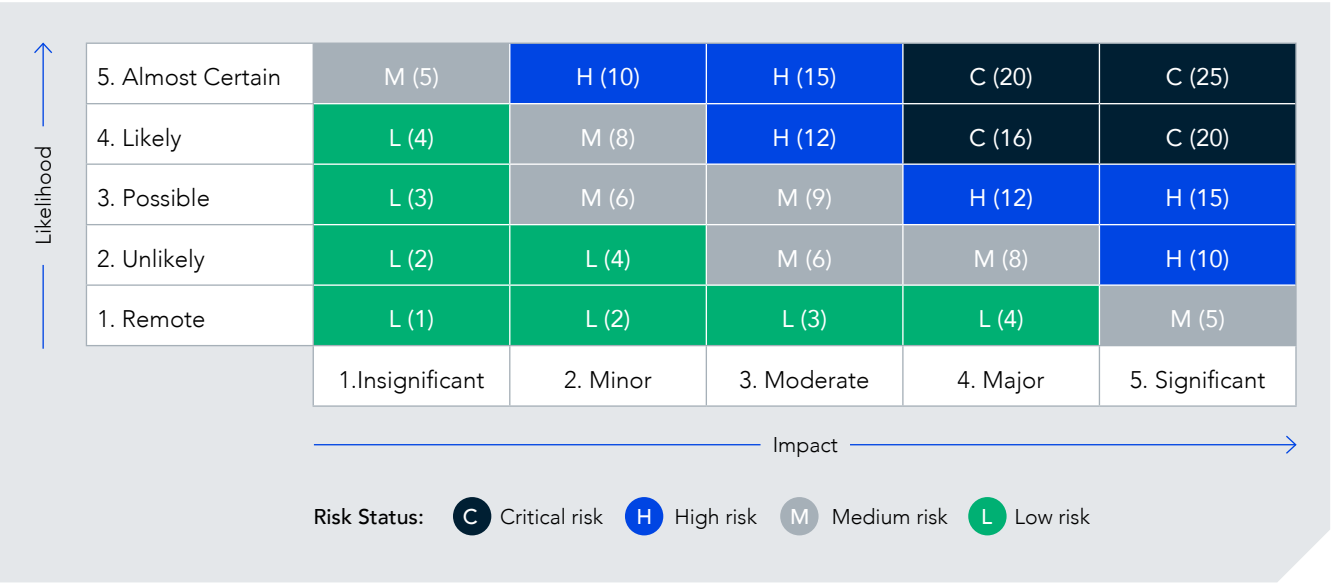 Likelihood
5. Almost Certain M (5) H (10) H (15) C (20) C (25)
4. Likely L (4) M (8) H (12) C (16) C (20)
3. Possible L (3) M (6) M (9) H (12) H (15)
2. Unlikely L (2) L (4) M (6) M (8) H (10)
1. Remote L (1) L (2) L (3) L (4) M (5)
1.Insignificant 2. Minor 3. Moderate 4. Major 5. Significant
Impact
Risk Status: C Critical risk H High risk M Medium risk L Low risk